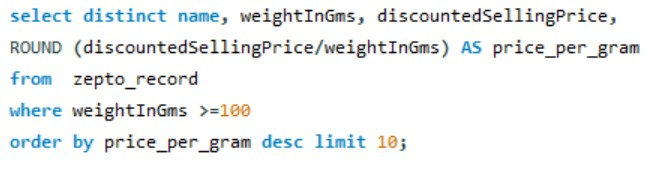 select distinct name, weightInGms, discountedSellingPrice,
ROUND (discountedSellingPrice/weightInGms) AS price_per_gram
from  zepto_record
where weightInGms >=100
order by price_per_gram desc limit 10;